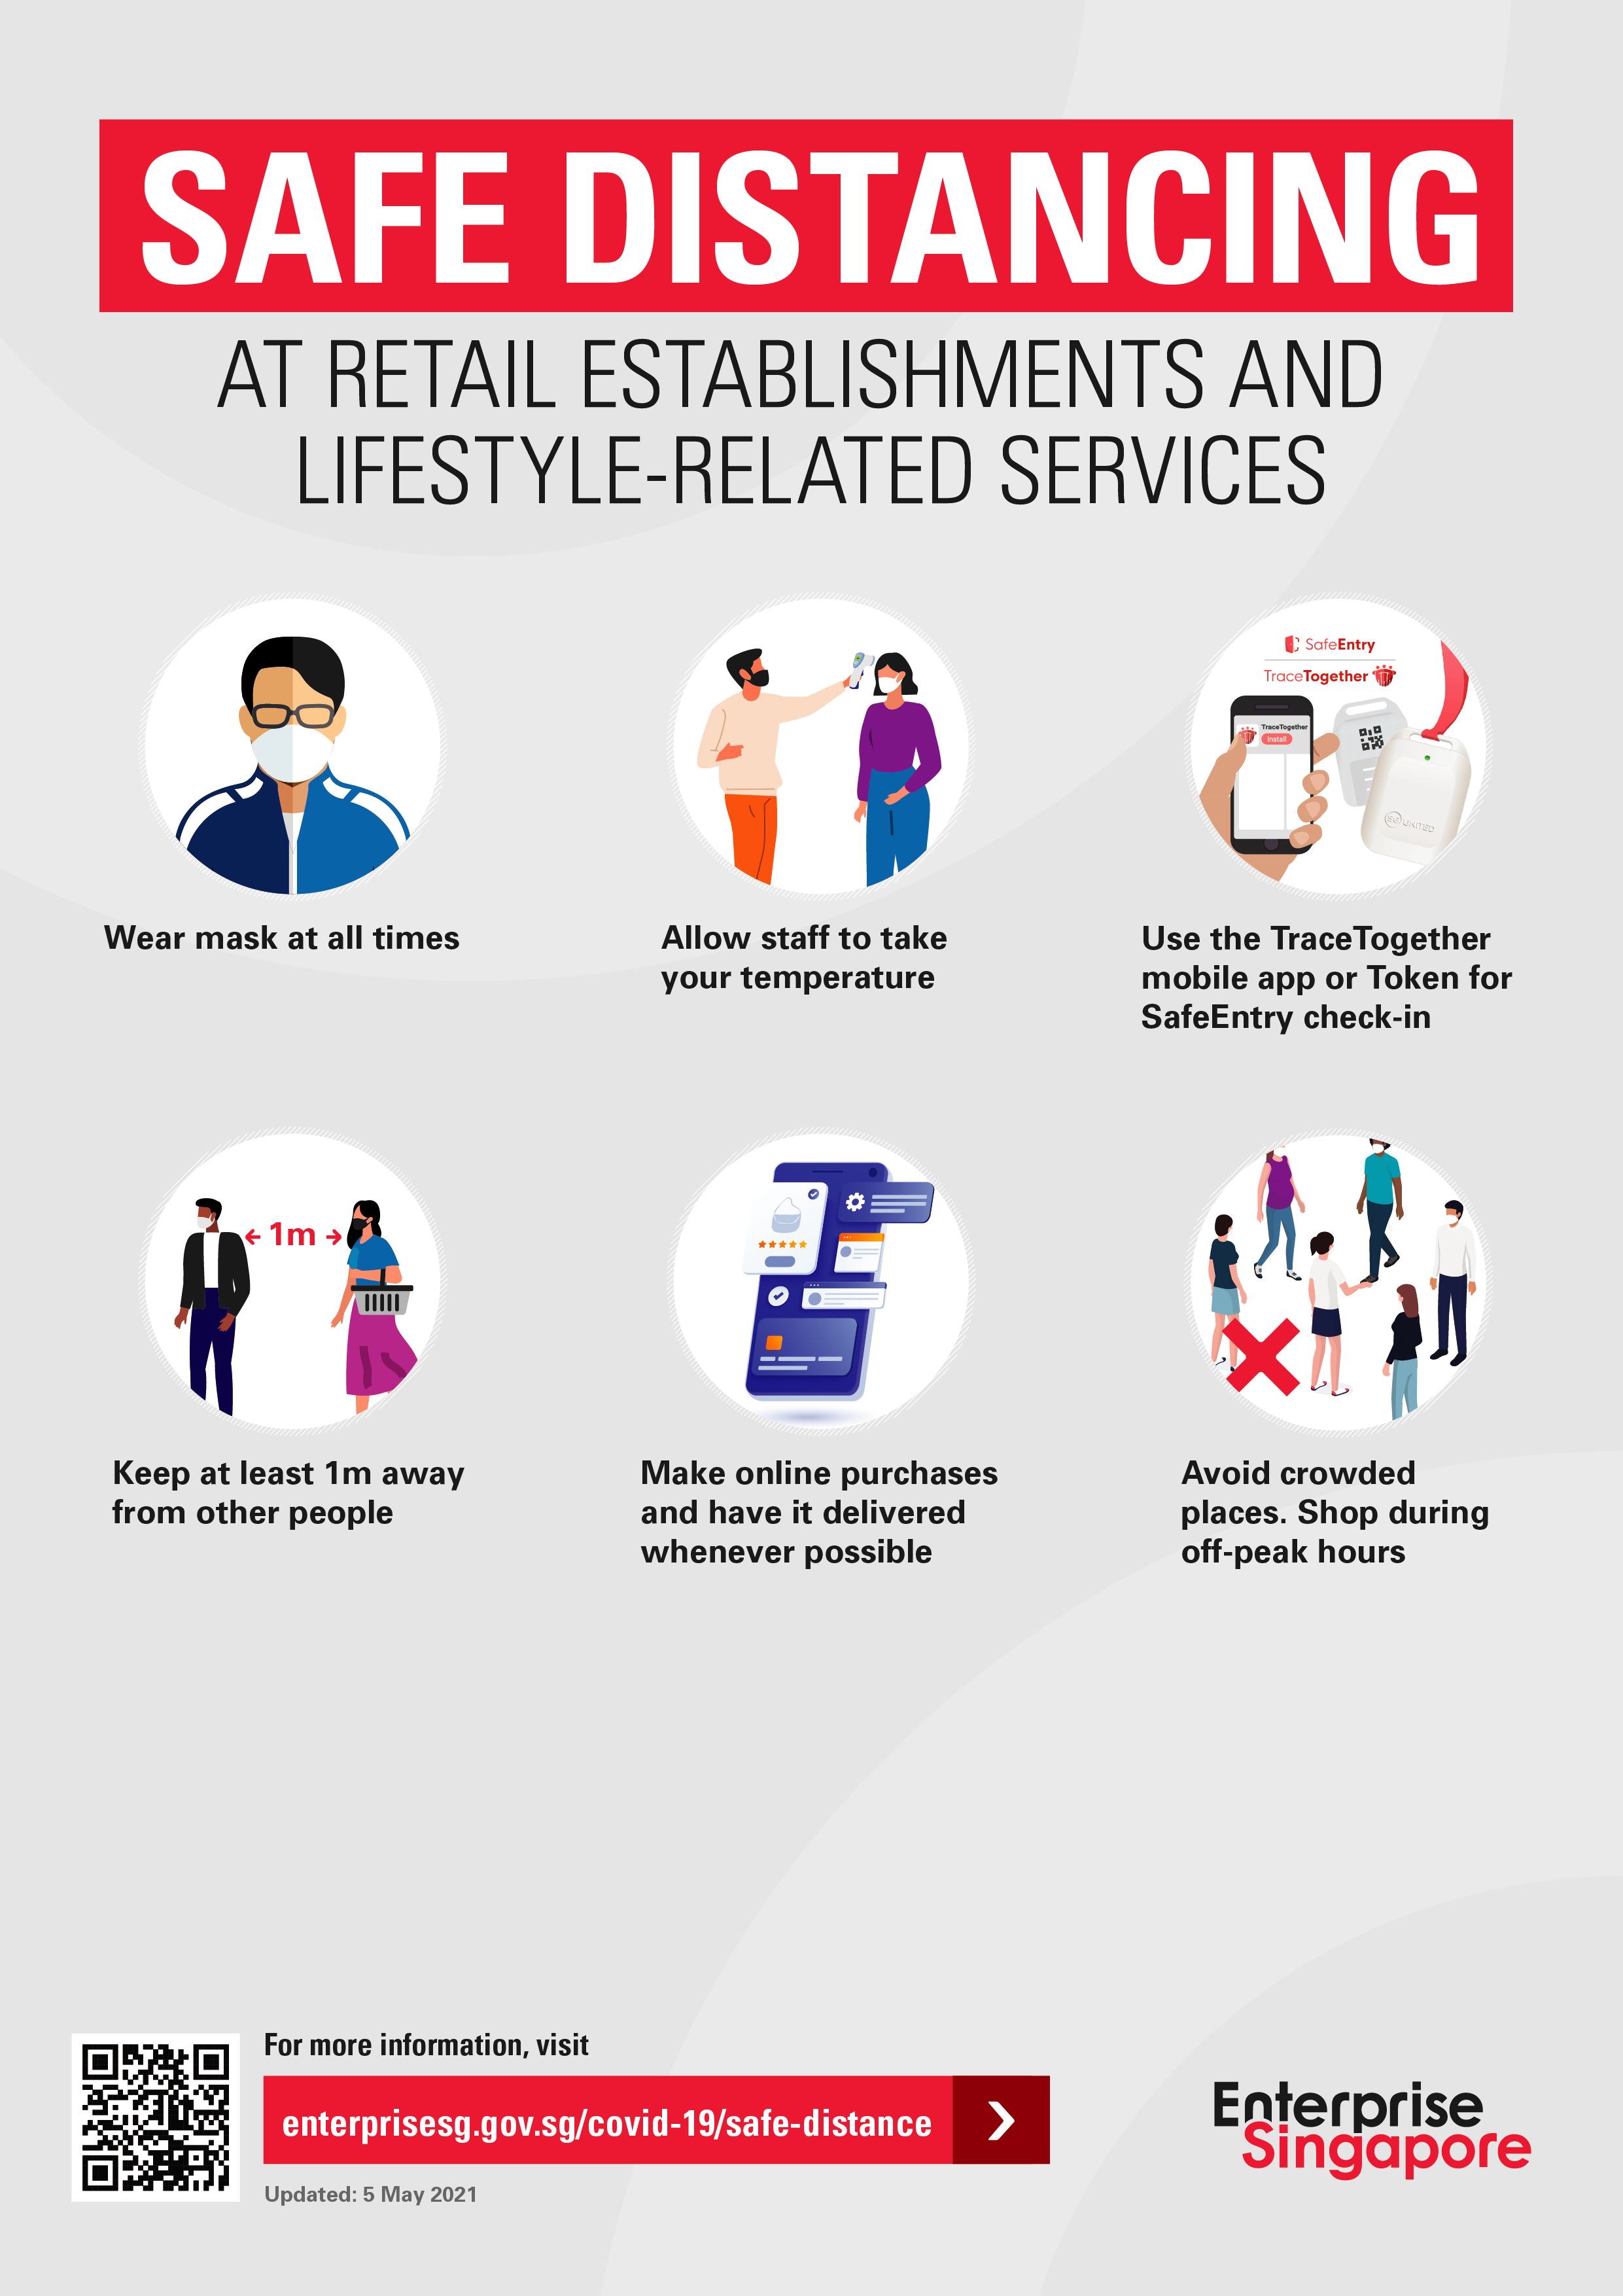 SAFE DISTANCING
AT RETAIL ESTABLISHMENTS AND
LIFESTYLE-RELATED SERVICES
SafeEntry
TraceTogether
TraceTogether
Install
SG UNITED
Wear mask at all times
Allow staff to take
your temperature
Use the TraceTogether
mobile app or Token for
SafeEntry check-in
1m
Keep at least 1m away
from other people
Make online purchases
and have it delivered
whenever possible
Avoid crowded
places. Shop during
off-peak hours
For more information, visit
enterprisesg.gov.sg/covid-19/safe-distance
Updated: 5 May 2021
Enterprise
Singapore